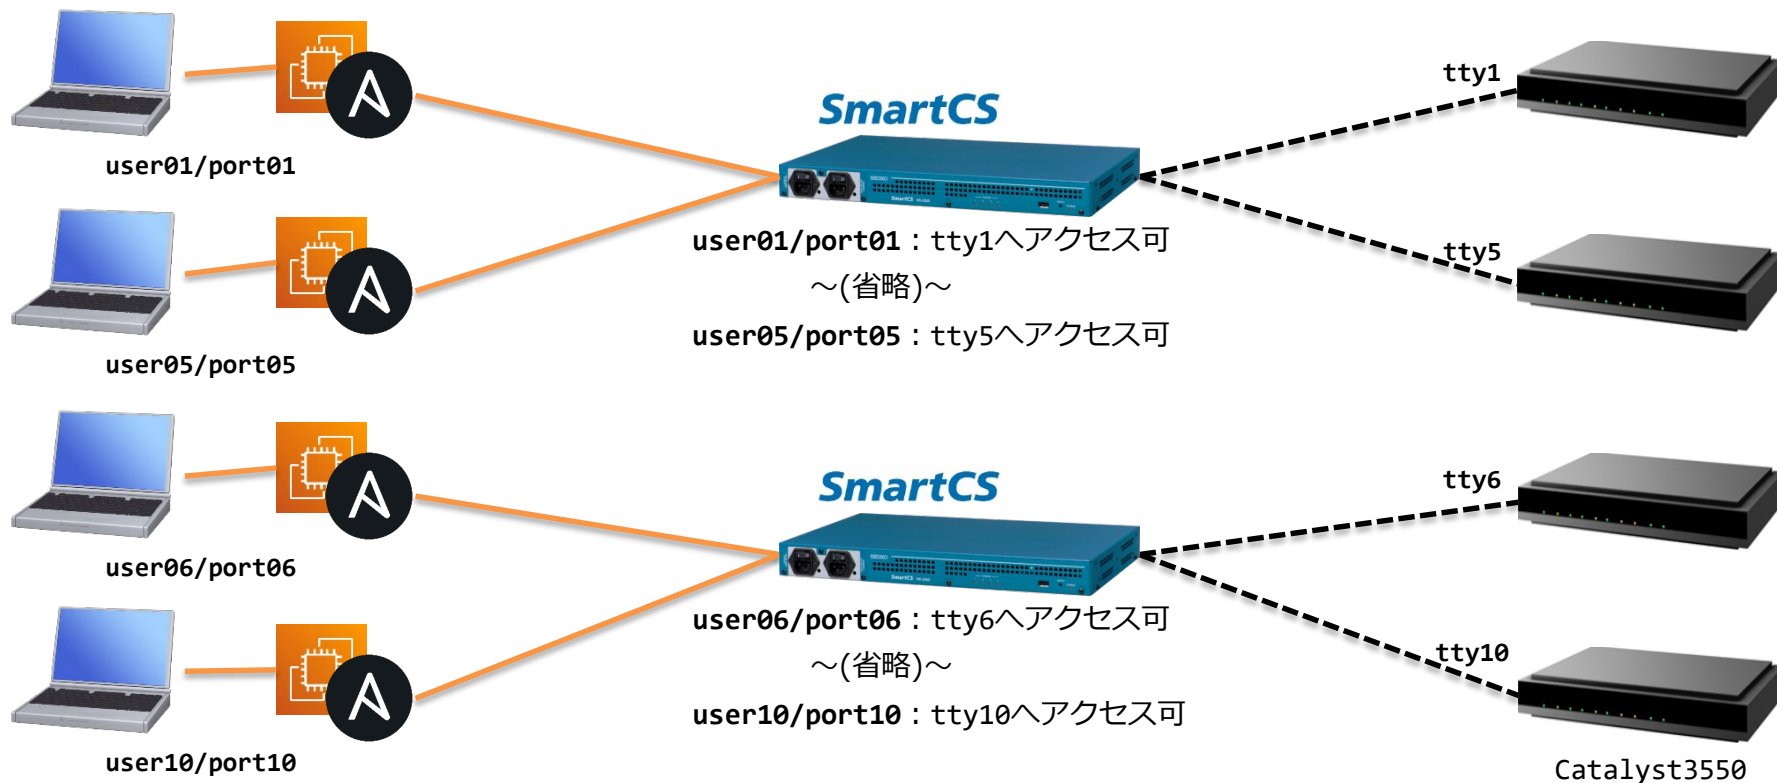 tty1
SmartCS
user01/port01
user01/port01：tty1へアクセス可
～(省略)～
user05/port05：tty5へアクセス可
tty5
user05/port05
tty6
SmartCS
user06/port06
user06/port06：tty6へアクセス可
～(省略)～
user10/port10：tty10へアクセス可
tty10
user10/port10
Catalyst3550